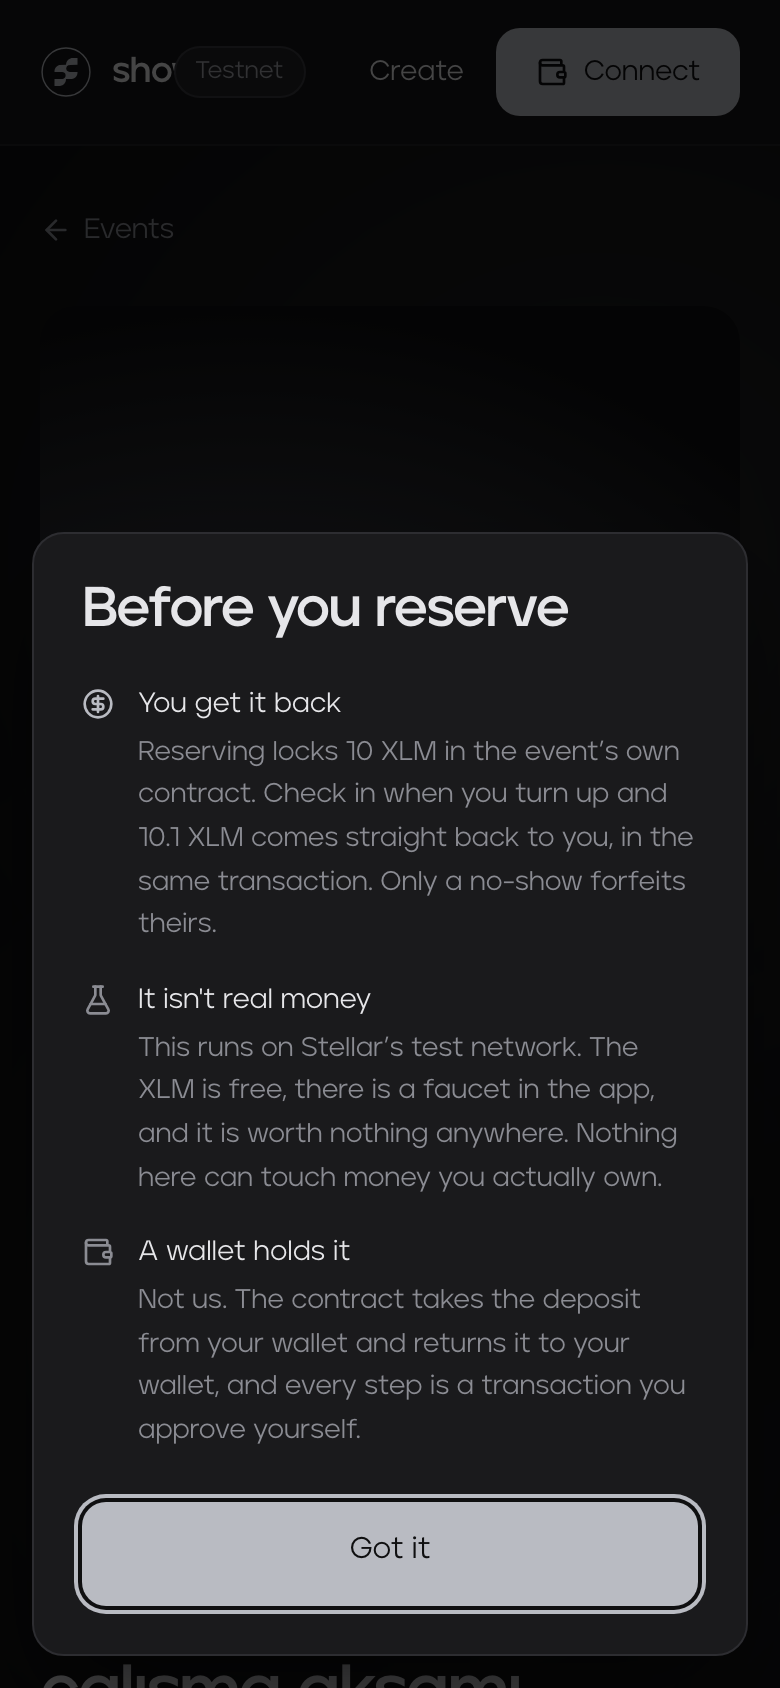 Testnet
Create
Connect
Events
Before you reserve
You get it back
Reserving locks 10 XLM in the event’s own
contract. Check in when you turn up and
10.1 XLM comes straight back to you, in the
same transaction. Only a no-show forfeits
theirs.
It isn't real money
This runs on Stellar’s test network. The
XLM is free, there is a faucet in the app,
and it is worth nothing anywhere. Nothing
here can touch money you actually own.
A wallet holds it
Not us. The contract takes the deposit
from your wallet and returns it to your
wallet, and every step is a transaction you
approve yourself.
Got it